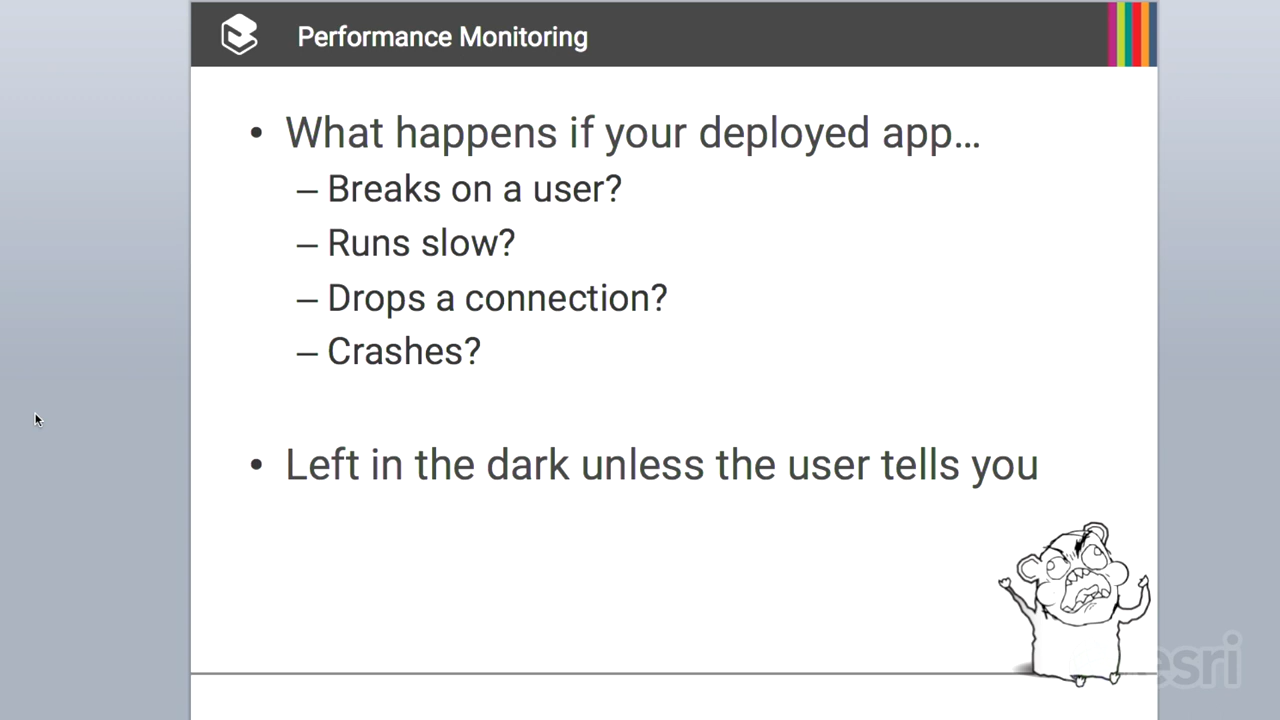 Performance Monitoring
• What happens if your deployed app...
– Breaks on a user?
– Runs slow?
– Drops a connection?
– Crashes?
• Left in the dark unless the user tells you
esri